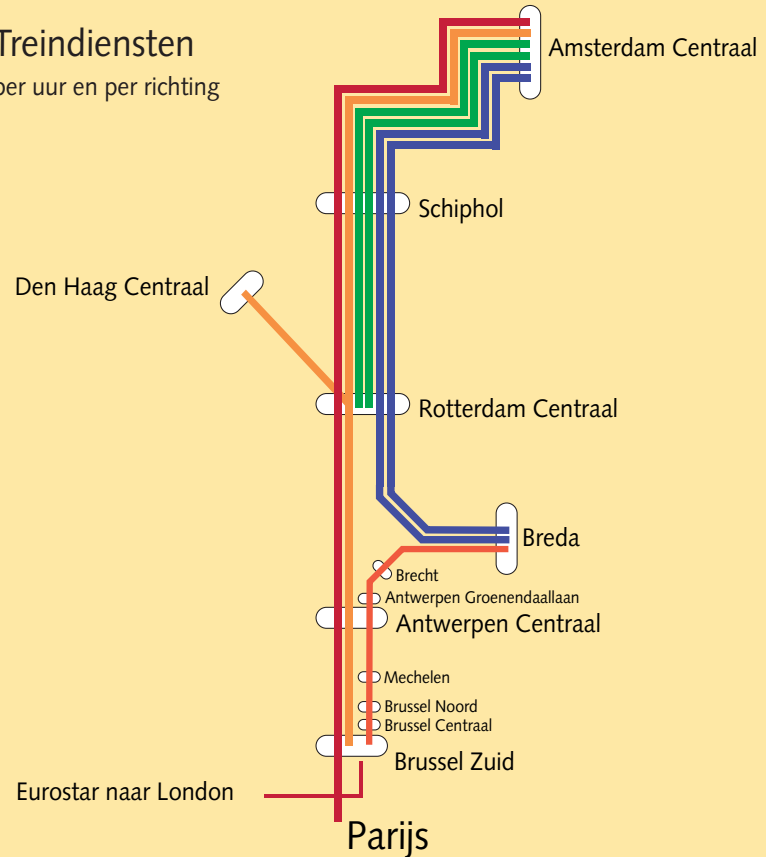 Treindiensten
per uur en per richting
Amsterdam Centraal
Schiphol
Den Haag Centraal
Rotterdam Centraal
Breda
Brecht
Antwerpen Groenendaallaan
Antwerpen Centraal
Mechelen
Brussel Noord
Brussel Centraal
Brussel Zuid
Eurostar naar London
Parijs